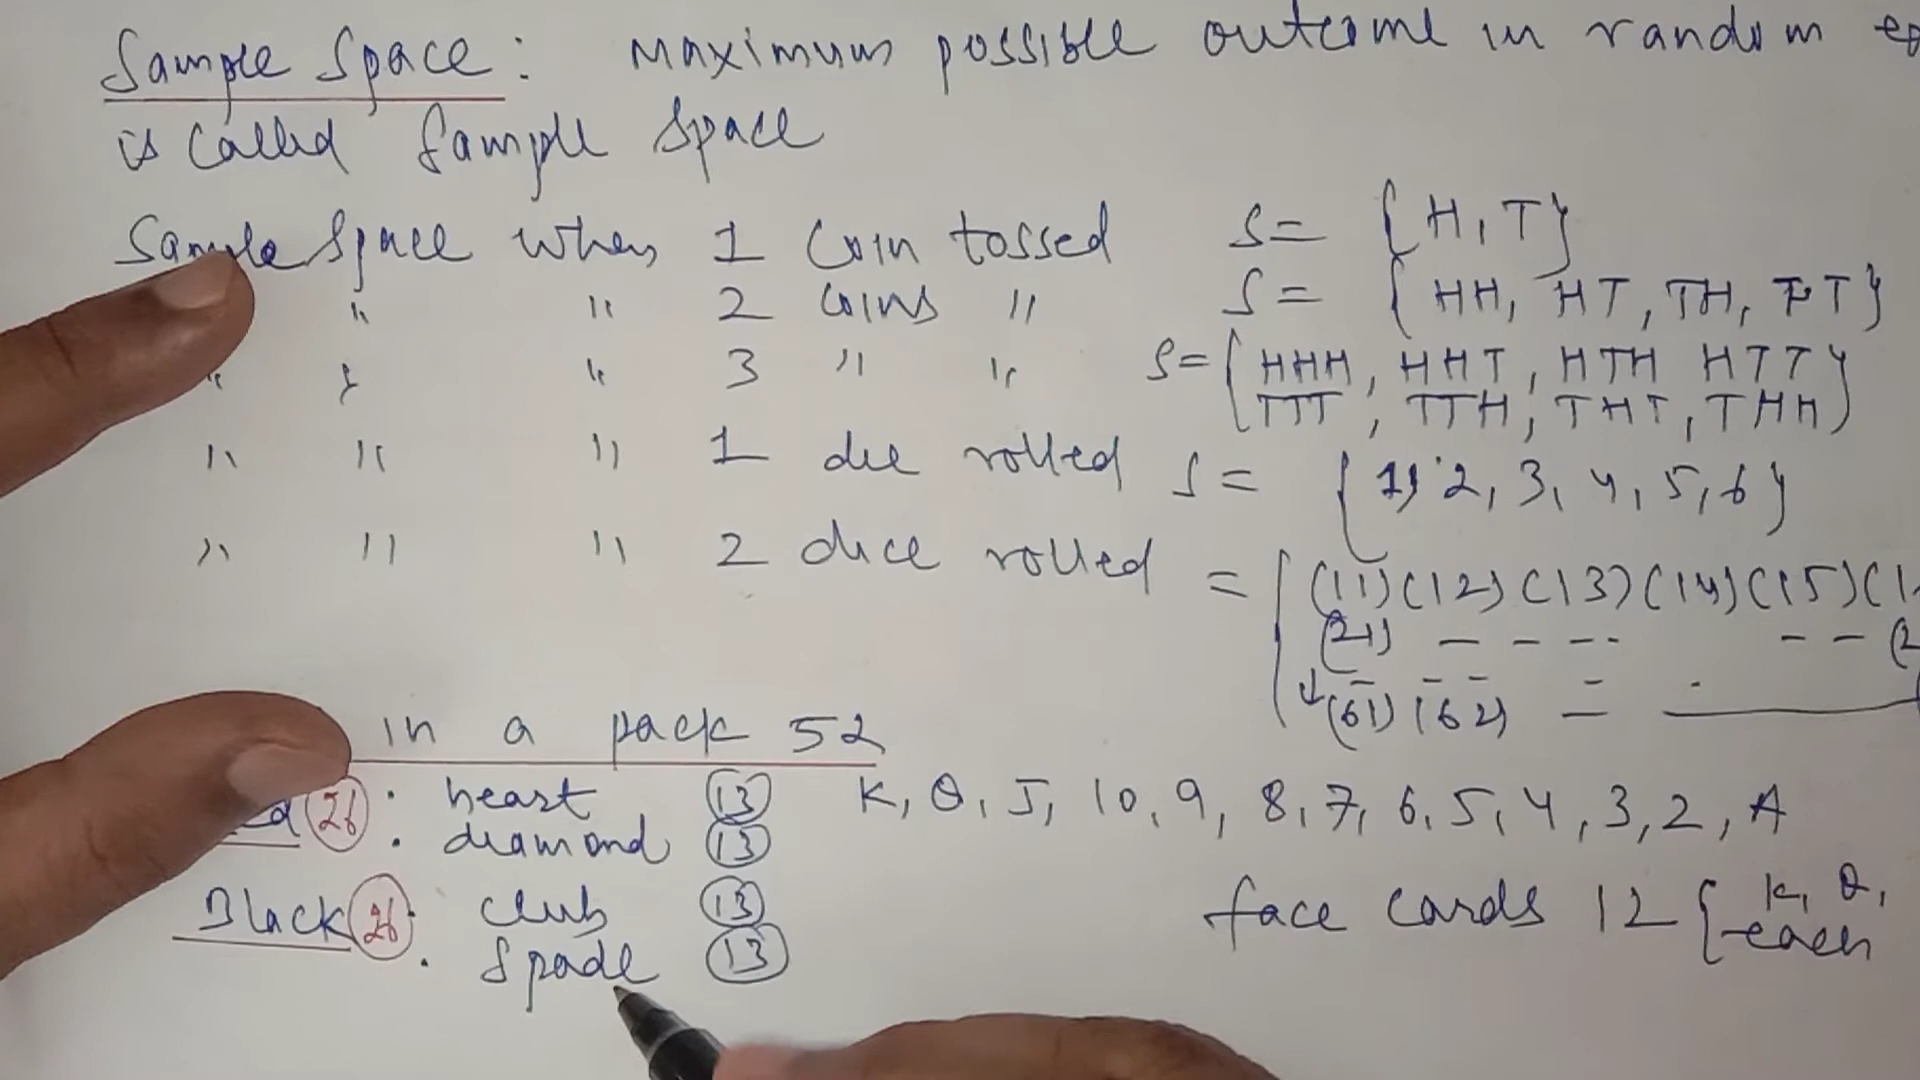 Sample Space: Maximum possible outcome in random
is called Sample Space
Sample Space when 1 Coin tossed S = {H, T}
" " 2 Coins " S = {HH, HT, TH, TT}
" " " 3 " " S = {HHH, HHT, HTH HTT}
TTT, TTH, THT, THH
" " " 1 die rolled S = {1, 2, 3, 4, 5, 6}
" " " 2 dice rolled = {(11) (12) (13) (14) (15) (1
(21) - - - - - - (2
↓ - - - - .
(61) (62) -
in a pack 52
26 : heart 13 K, Q, J, 10, 9, 8, 7, 6, 5, 4, 3, 2, A
diamond 13
Black 26 : club 13 face cards 12 { K, Q,
each
Spade 13